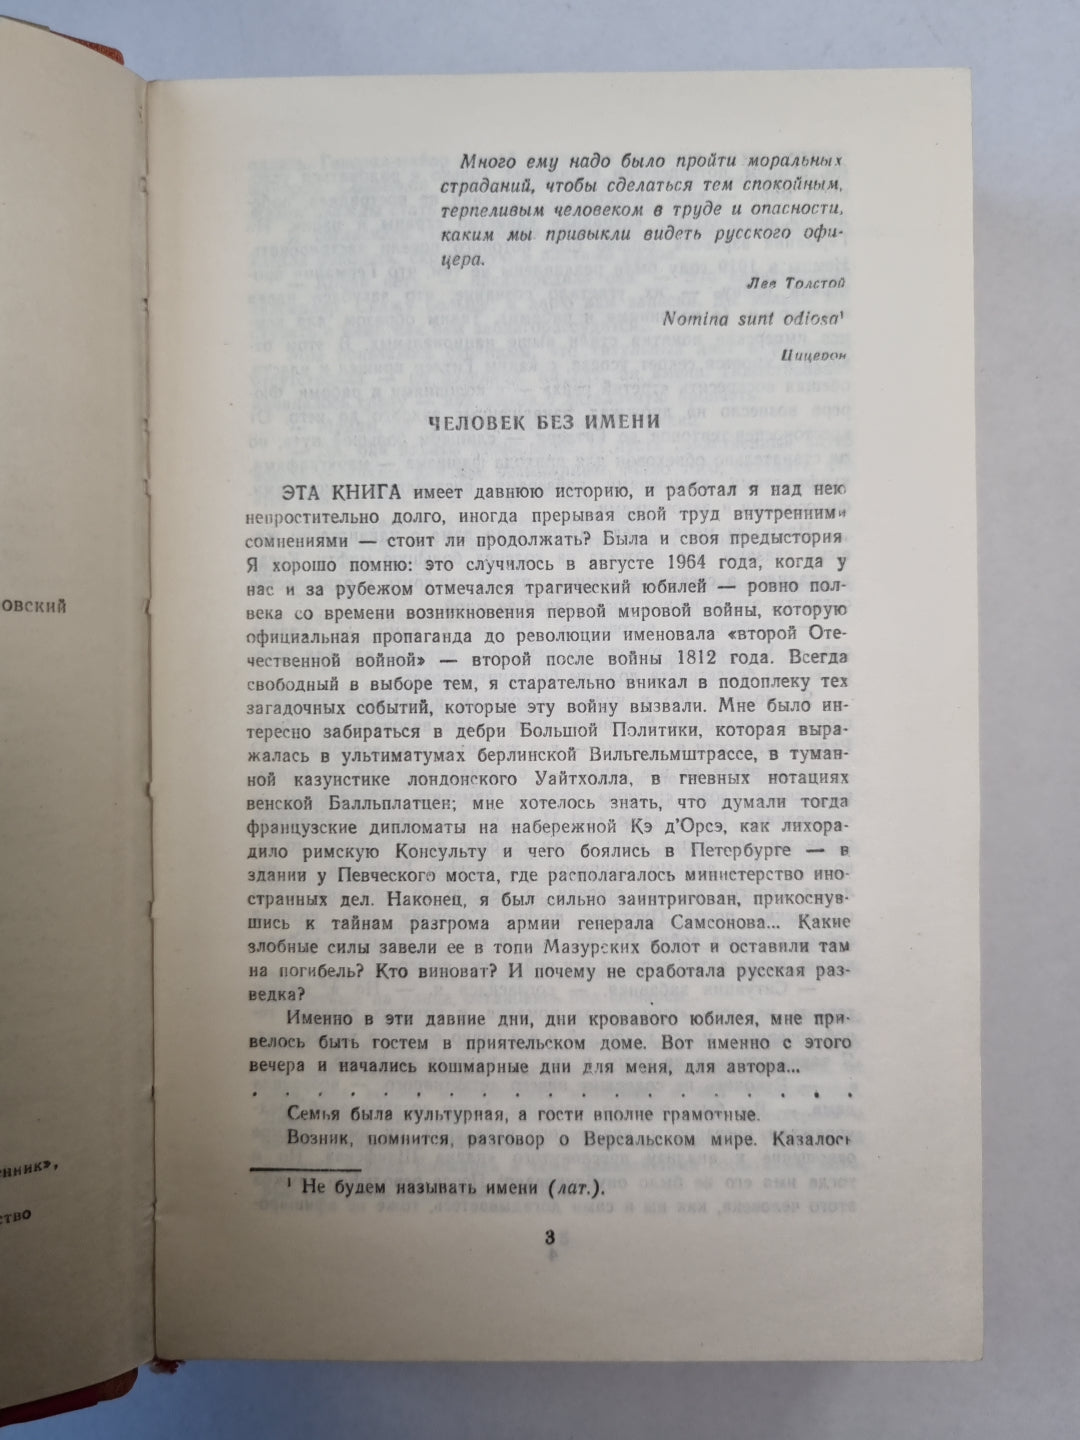 овский
енник»,
ство
Много ему надо было пройти моральных
страданий, чтобы сделаться тем спокойным,
терпеливым человеком в труде и опасности,
каким мы привыкли видеть русского офи-
цера.
Лев Толстой
Nomina sunt odiosa¹
Цицерон
ЧЕЛОВЕК БЕЗ ИМЕНИ
ЭТА КНИГА имеет давнюю историю, и работал я над нею
непростительно долго, иногда прерывая свой труд внутренними
сомнениями — стоит ли продолжать? Была и своя предыстория
Я хорошо помню: это случилось в августе 1964 года, когда у
нас и за рубежом отмечался трагический юбилей — ровно пол-
века со времени возникновения первой мировой войны, которую
официальная пропаганда до революции именовала «второй Оте-
чественной войной» — второй после войны 1812 года. Всегда
свободный в выборе тем, я старательно вникал в подоплеку тех
загадочных событий, которые эту войну вызвали. Мне было ин-
тересно забираться в дебри Большой Политики, которая выра-
жалась в ультиматумах берлинской Вильгельмштрассе, в туман-
ной казуистике лондонского Уайтхолла, в гневных нотациях
венской Балльплатцен; мне хотелось знать, что думали тогда
французские дипломаты на набережной Кэ д'Орсэ, как лихора-
дило римскую Консульту и чего боялись в Петербурге — в
здании у Певческого моста, где располагалось министерство ино-
странных дел. Наконец, я был сильно заинтригован, прикоснув-
шись к тайнам разгрома армии генерала Самсонова... Какие
злобные силы завели ее в топи Мазурских болот и оставили там
на погибель? Кто виноват? И почему не сработала русская раз-
ведка?
Именно в эти давние дни, дни кровавого юбилея, мне при-
велось быть гостем в приятельском доме. Вот именно с этого
вечера и начались кошмарные дни для меня, для автора...
. . . . . . . . . . . . . . . . . .
Семья была культурная, а гости вполне грамотные.
Возник, помнится, разговор о Версальском мире. Казалось
¹ Не будем называть имени (лат.).
3